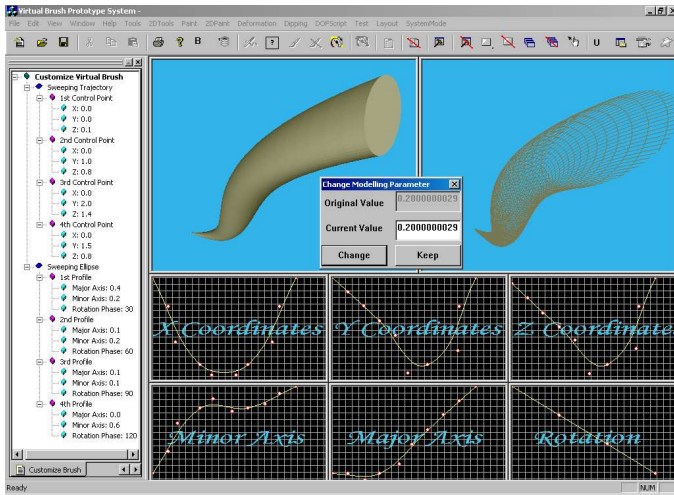 Virtual Brush Prototype System -
File Edit View Window Help Tools 2DTools Paint 2DPaint Deformation Dipping DOPScript Test Layout SystemMode
B ? U
Customize Virtual Brush
Sweeping Trajectory
1st Control Point
X: 0.0
Y: 0.0
Z: 0.1
2nd Control Point
X: 0.0
Y: 1.0
Z: 0.8
3rd Control Point
X: 0.0
Y: 2.0
Z: 1.4
4th Control Point
X: 0.0
Y: 1.5
Z: 0.8
Sweeping Ellipse
1st Profile
Major Axis: 0.4
Minor Axis: 0.2
Rotation Phase: 30
2nd Profile
Major Axis: 0.1
Minor Axis: 0.2
Rotation Phase: 60
3rd Profile
Major Axis: 0.1
Minor Axis: 0.1
Rotation Phase: 90
4th Profile
Major Axis: 0.0
Minor Axis: 0.6
Rotation Phase: 120
Customize Brush
Change Modelling Parameter
Original Value 0.2000000029
Current Value 0.2000000029
Change Keep
X Coordinates Y Coordinates Z Coordinate
Minor Axis Major Axis Rotation
Ready NUM